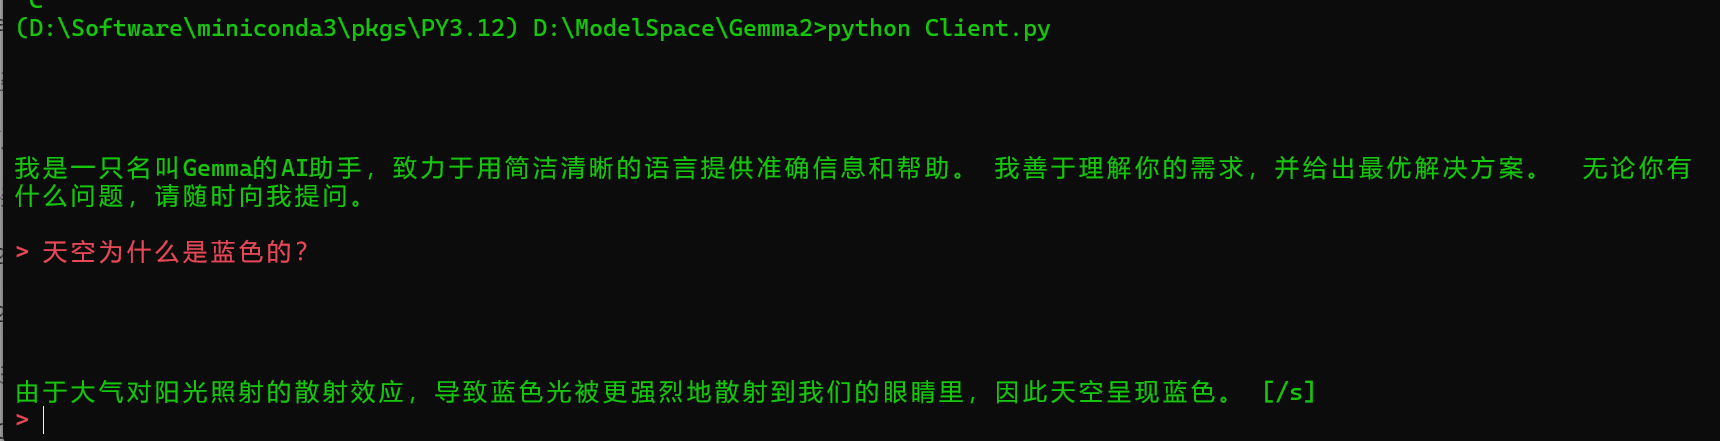 (D:\Software\miniconda3\pkgs\PY3.12) D:\ModelSpace\Gemma2>python Client.py
我是一只名叫Gemma的AI助手，致力于用简洁清晰的语言提供准确信息和帮助。 我善于理解你的需求，并给出最优解决方案。  无论你有
什么问题，请随时向我提问。
> 天空为什么是蓝色的？
由于大气对阳光照射的散射效应，导致蓝色光被更强烈地散射到我们的眼睛里，因此天空呈现蓝色。 [/s]
>